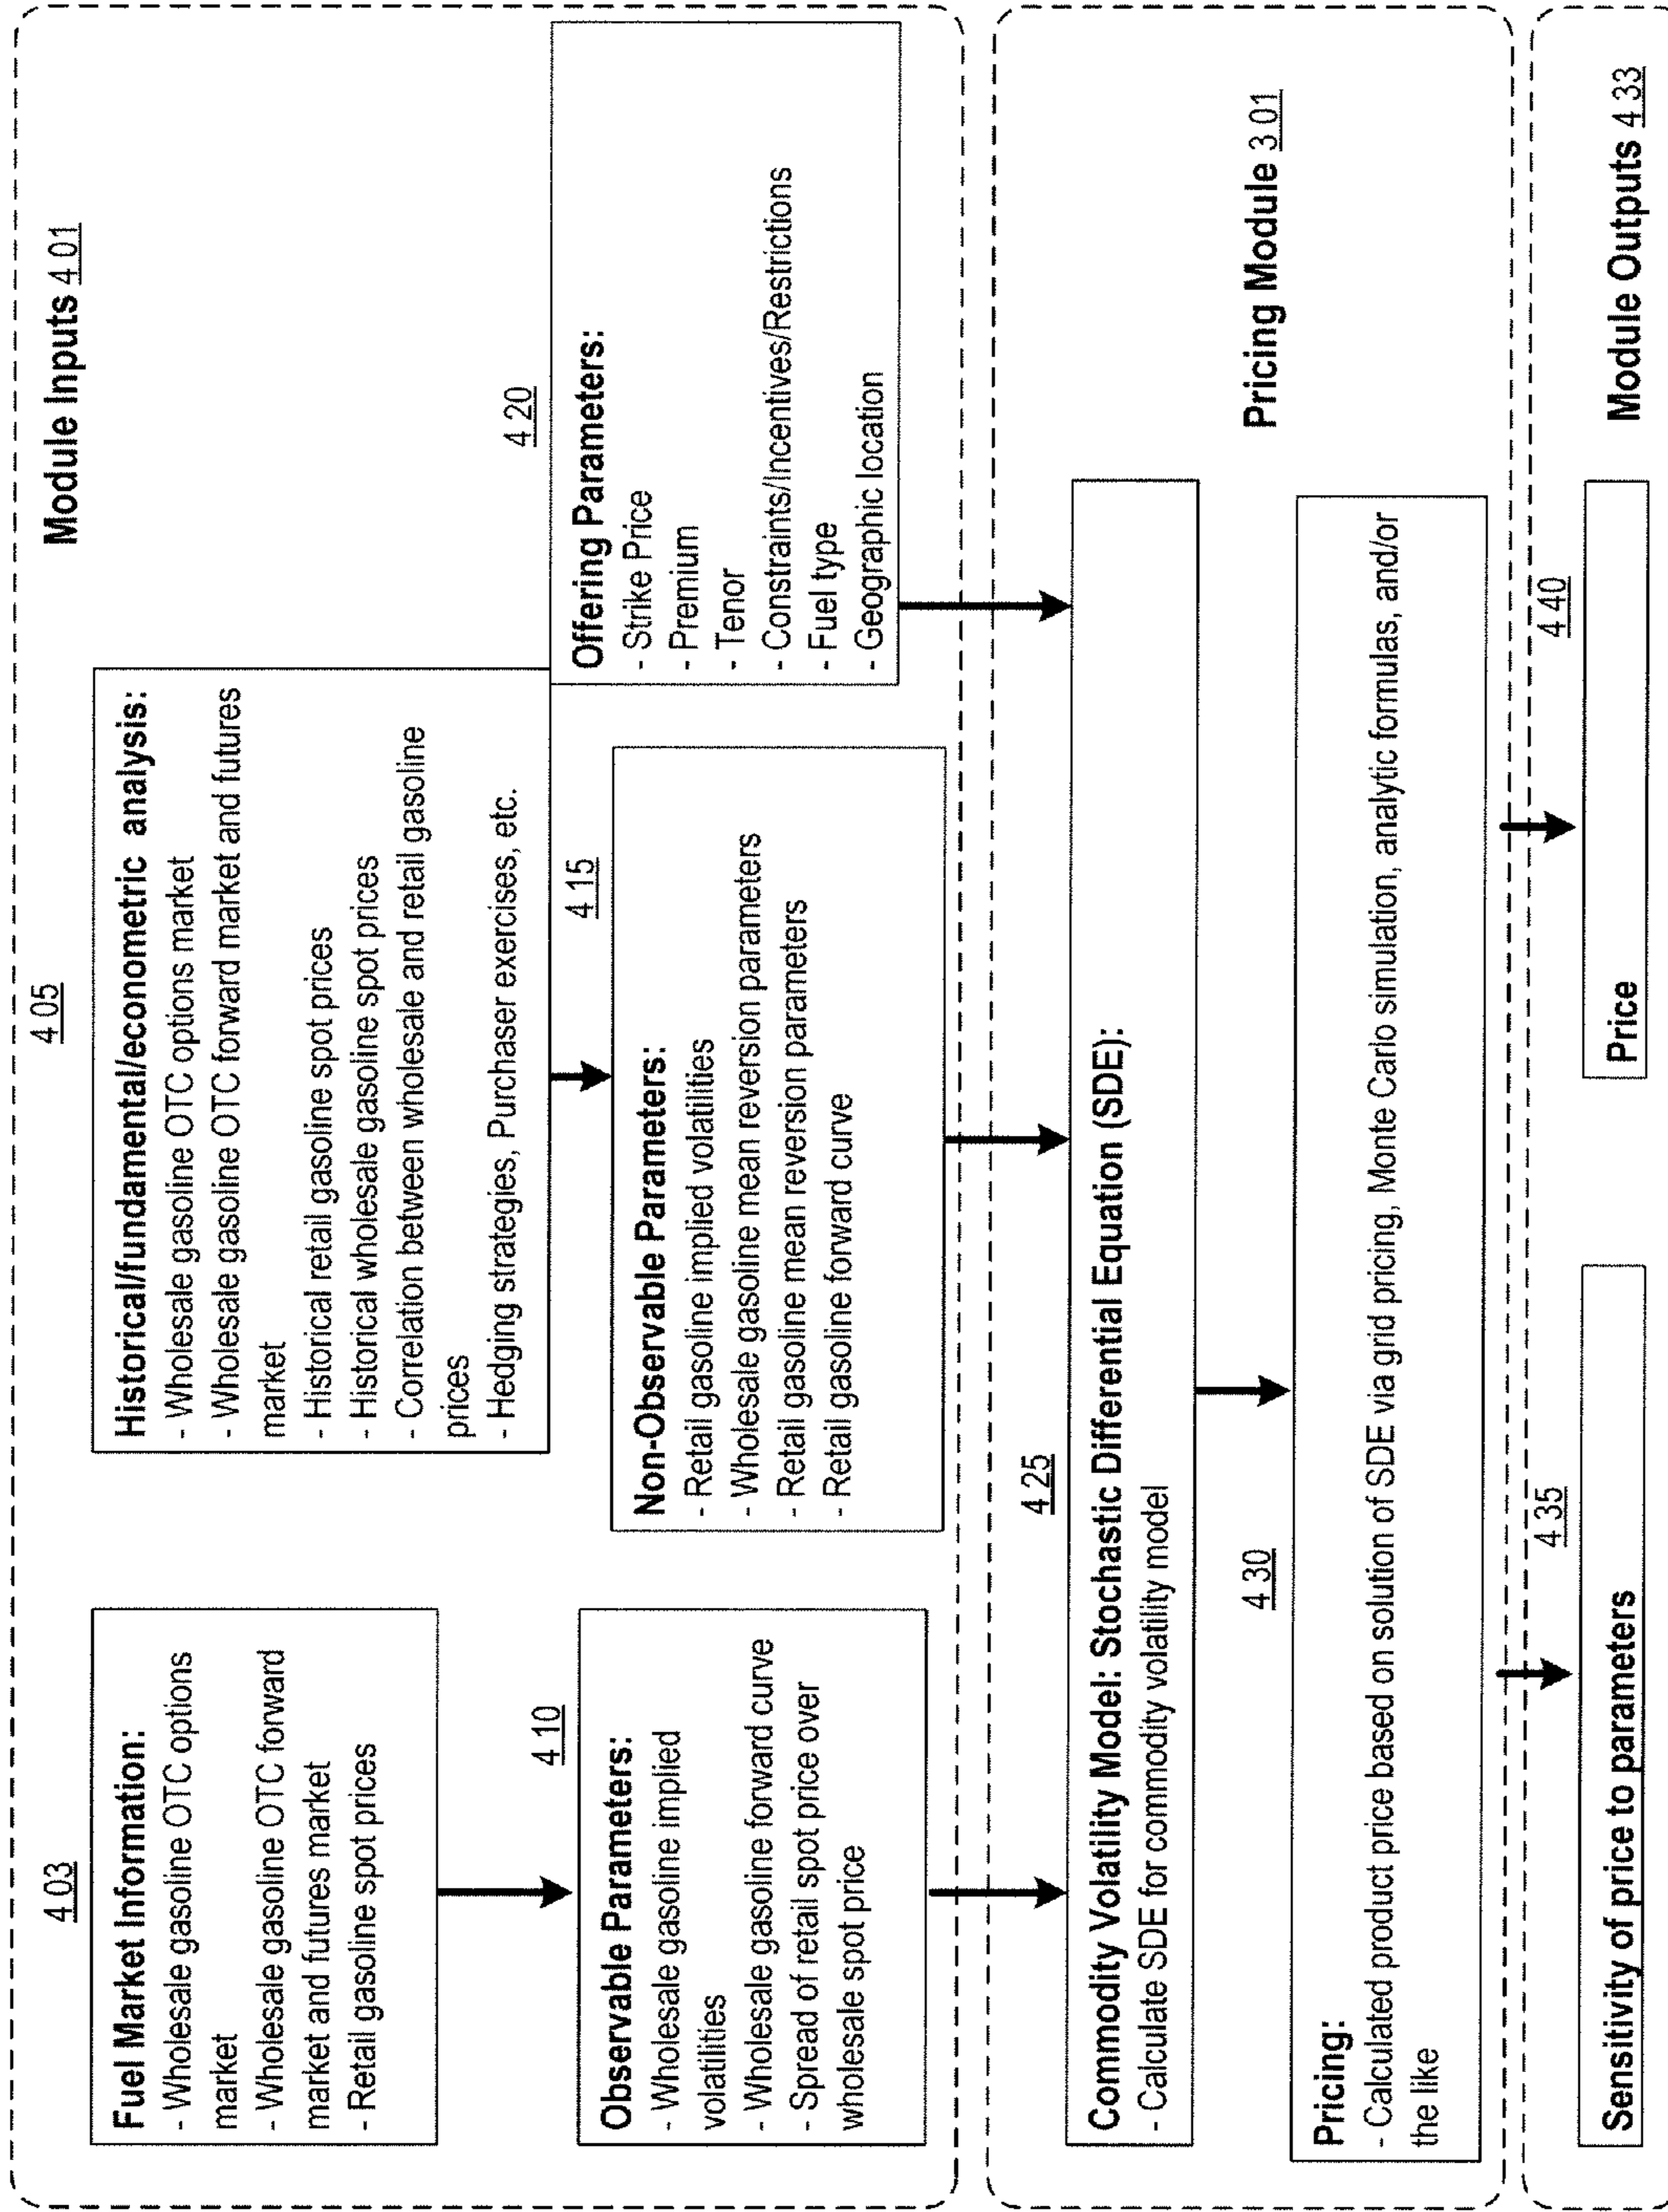 Module Inputs 4 01
4 03
Fuel Market Information:
- Wholesale gasoline OTC options
market
- Wholesale gasoline OTC forward
market and futures market
- Retail gasoline spot prices
4 05
Historical/fundamental/econometric analysis:
- Wholesale gasoline OTC options market
- Wholesale gasoline OTC forward market and futures
market
- Historical retail gasoline spot prices
- Historical wholesale gasoline spot prices
- Correlation between wholesale and retail gasoline
prices
- Hedging strategies, Purchaser exercises, etc.
4 10
Observable Parameters:
- Wholesale gasoline implied
volatilities
- Wholesale gasoline forward curve
- Spread of retail spot price over
wholesale spot price
4 15
Non-Observable Parameters:
- Retail gasoline implied volatilities
- Wholesale gasoline mean reversion parameters
- Retail gasoline mean reversion parameters
- Retail gasoline forward curve
4 20
Offering Parameters:
- Strike Price
- Premium
- Tenor
- Constraints/Incentives/Restrictions
- Fuel type
- Geographic location
4 25
Commodity Volatility Model: Stochastic Differential Equation (SDE):
- Calculate SDE for commodity volatility model
Pricing Module 3 01
4 30
Pricing:
- Calculated product price based on solution of SDE via grid pricing, Monte Carlo simulation, analytic formulas, and/or
the like
4 35
Sensitivity of price to parameters
4 40
Price
Module Outputs 4 33